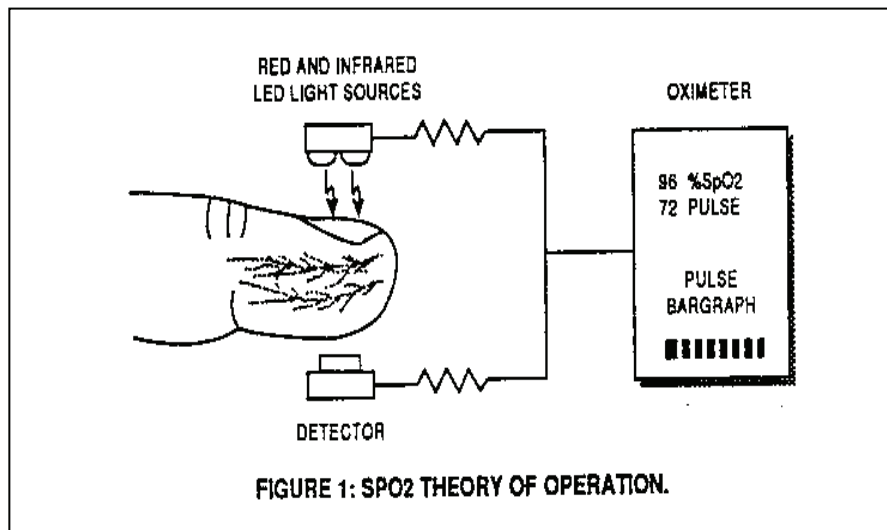 RED AND INFRARED
LED LIGHT SOURCES
OXIMETER
96 %SpO2
72 PULSE
PULSE
BARGRAPH
DETECTOR
FIGURE 1: SPO2 THEORY OF OPERATION.